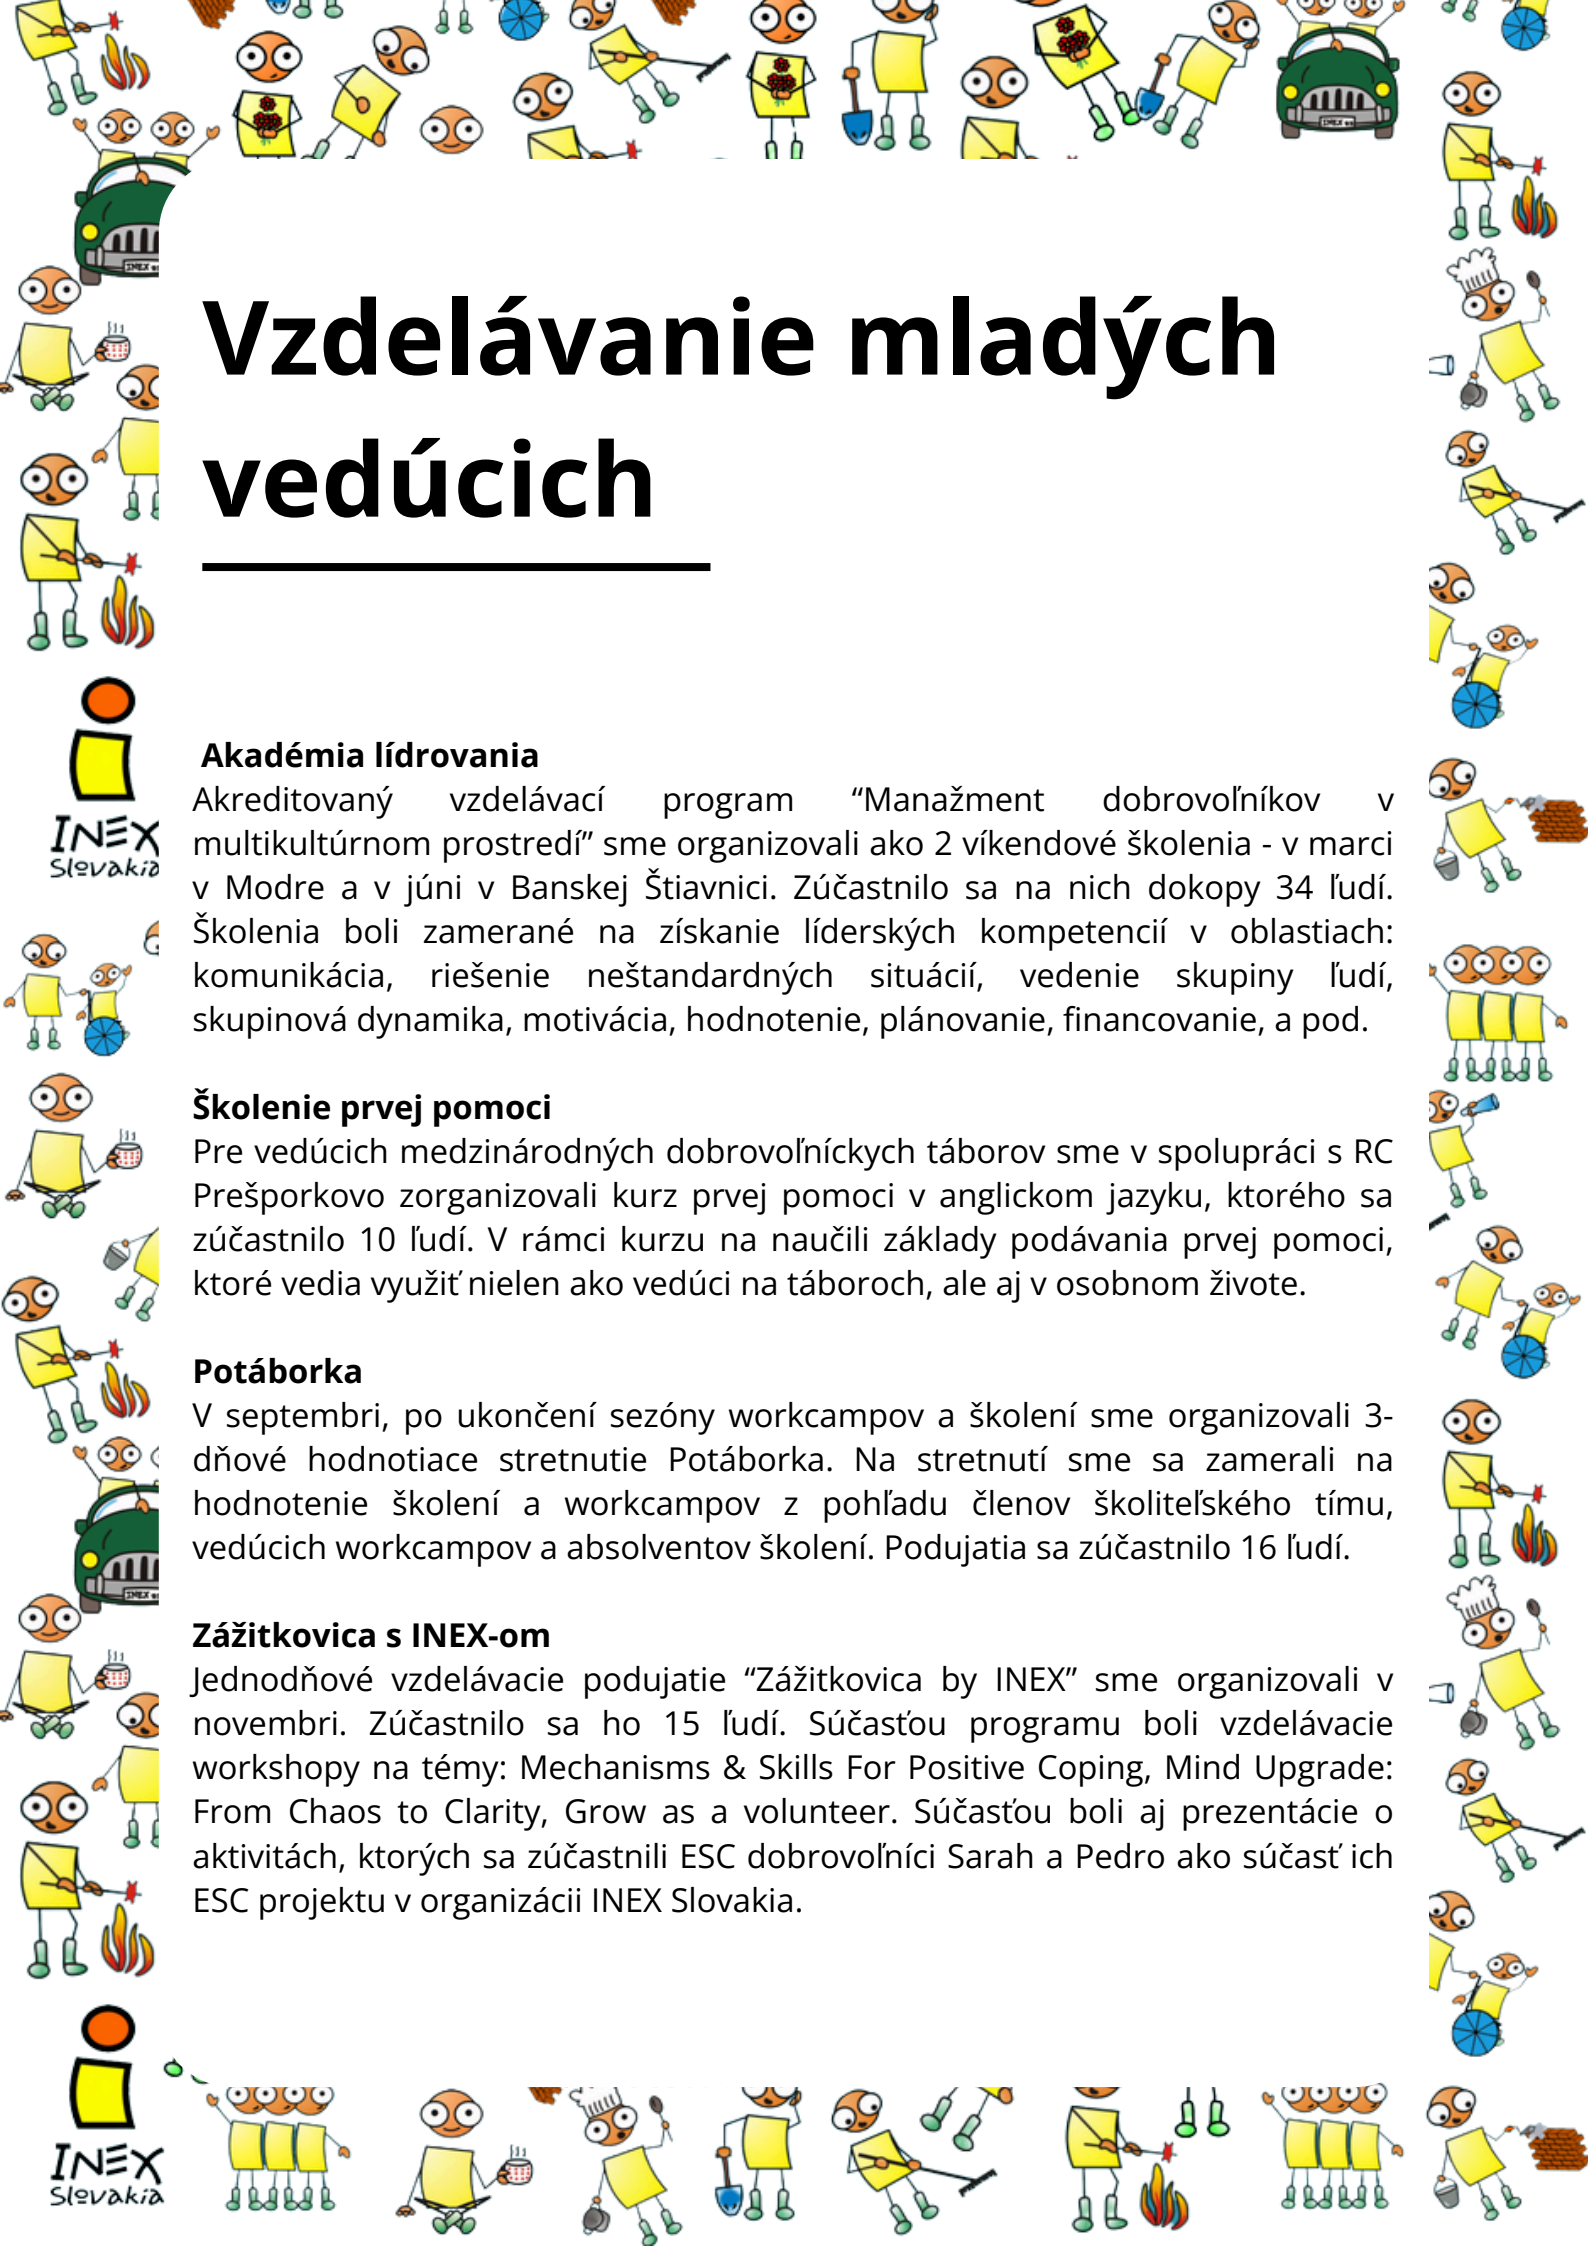 Vzdelávanie mladých
vedúcich
Akadémia lídrovania
Akreditovaný vzdelávací program “Manažment dobrovoľníkov v
multikultúrnom prostredí” sme organizovali ako 2 víkendové školenia - v marci
v Modre a v júni v Banskej Štiavnici. Zúčastnilo sa na nich dokopy 34 ľudí.
Školenia boli zamerané na získanie líderských kompetencií v oblastiach:
komunikácia, riešenie neštandardných situácií, vedenie skupiny ľudí,
skupinová dynamika, motivácia, hodnotenie, plánovanie, financovanie, a pod.
Školenie prvej pomoci
Pre vedúcich medzinárodných dobrovoľníckych táborov sme v spolupráci s RC
Prešporkovo zorganizovali kurz prvej pomoci v anglickom jazyku, ktorého sa
zúčastnilo 10 ľudí. V rámci kurzu na naučili základy podávania prvej pomoci,
ktoré vedia využiť nielen ako vedúci na táboroch, ale aj v osobnom živote.
Potáborka
V septembri, po ukončení sezóny workcampov a školení sme organizovali 3-
dňové hodnotiace stretnutie Potáborka. Na stretnutí sme sa zamerali na
hodnotenie školení a workcampov z pohľadu členov školiteľského tímu,
vedúcich workcampov a absolventov školení. Podujatia sa zúčastnilo 16 ľudí.
Zážitkovica s INEX-om
Jednodňové vzdelávacie podujatie “Zážitkovica by INEX” sme organizovali v
novembri. Zúčastnilo sa ho 15 ľudí. Súčasťou programu boli vzdelávacie
workshopy na témy: Mechanisms & Skills For Positive Coping, Mind Upgrade:
From Chaos to Clarity, Grow as a volunteer. Súčasťou boli aj prezentácie o
aktivitách, ktorých sa zúčastnili ESC dobrovoľníci Sarah a Pedro ako súčasť ich
ESC projektu v organizácii INEX Slovakia.
INEX
Slovakia
INEX
Slovakia